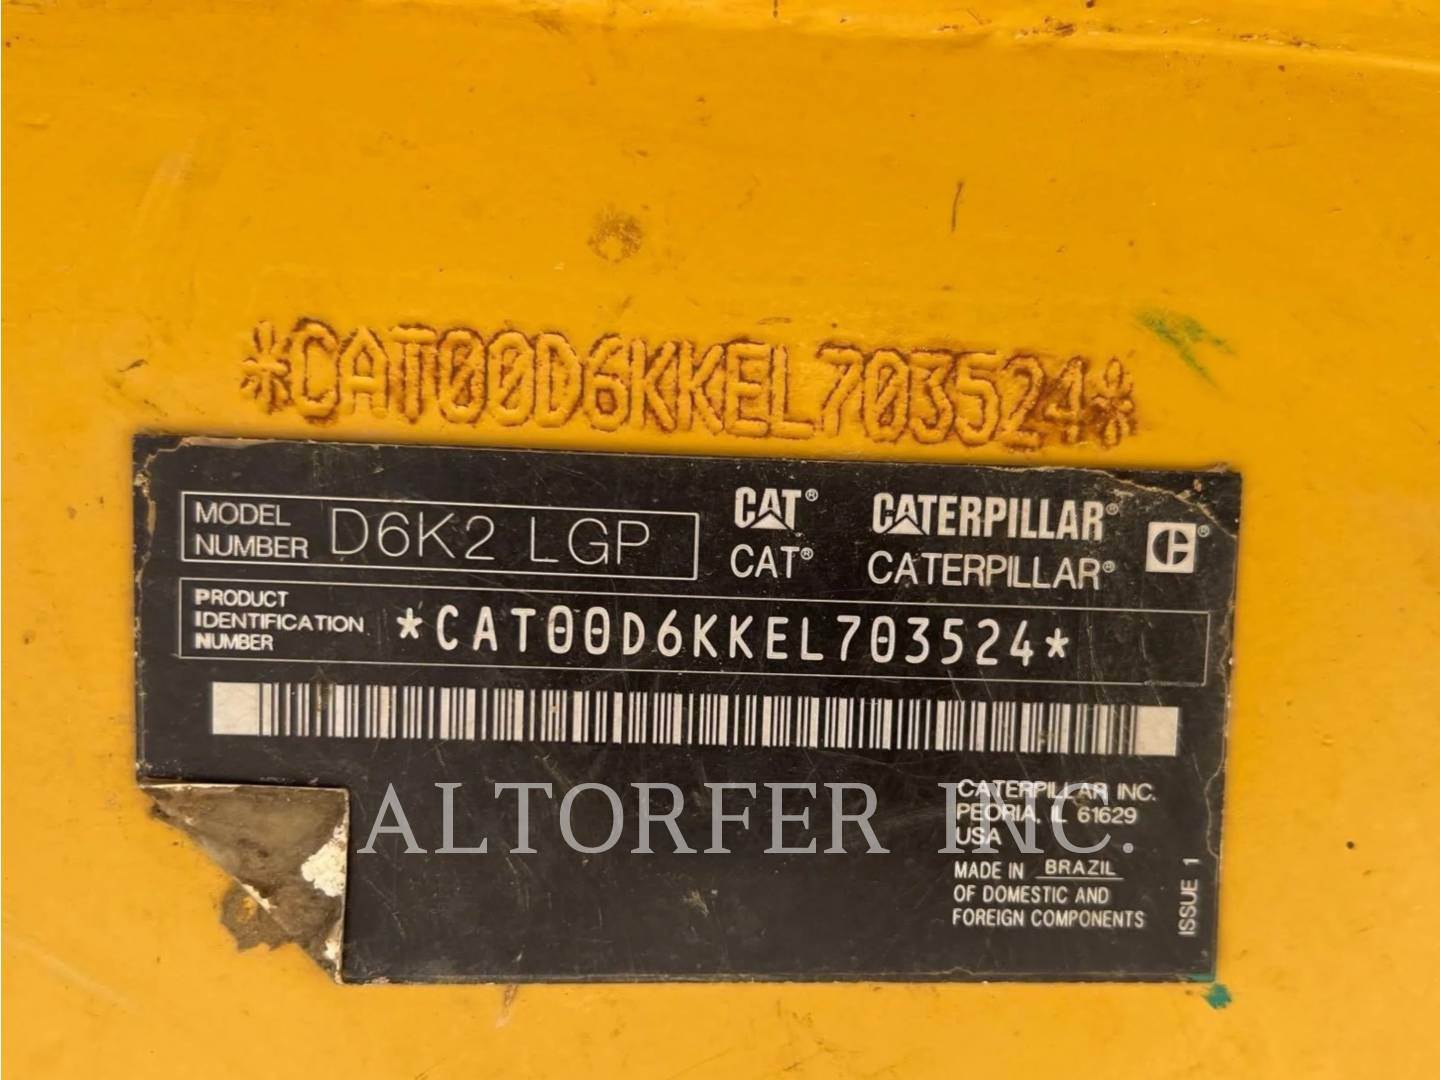 *CAT00D6KKEL703524*
MODEL NUMBER D6K2 LGP
CAT® CATERPILLAR®
CAT® CATERPILLAR®
C®
PRODUCT IDENTIFICATION NUMBER *CAT00D6KKEL703524*
ALTORFER INC.
CATERPILLAR INC.
PEORIA, IL 61629
USA
MADE IN BRAZIL
OF DOMESTIC AND
FOREIGN COMPONENTS
ISSUE 1